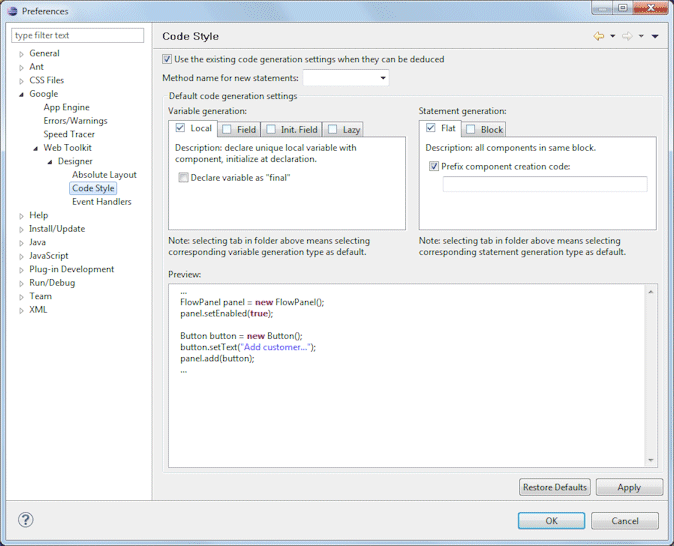 Preferences
type filter text
General
Ant
CSS Files
Google
App Engine
Errors/Warnings
Speed Tracer
Web Toolkit
Designer
Absolute Layout
Code Style
Event Handlers
Help
Install/Update
Java
JavaScript
Plug-in Development
Run/Debug
Team
XML
Code Style
Use the existing code generation settings when they can be deduced
Method name for new statements:
Default code generation settings
Variable generation:
Local Field Init. Field Lazy
Description: declare unique local variable with
component, initialize at declaration.
Declare variable as "final"
Note: selecting tab in folder above means selecting
corresponding variable generation type as default.
Statement generation:
Flat Block
Description: all components in same block.
Prefix component creation code:
Note: selecting tab in folder above means selecting
corresponding statement generation type as default.
Preview:
...
FlowPanel panel = new FlowPanel();
panel.setEnabled(true);
Button button = new Button();
button.setText("Add customer...");
panel.add(button);
...
Restore Defaults Apply
? OK Cancel